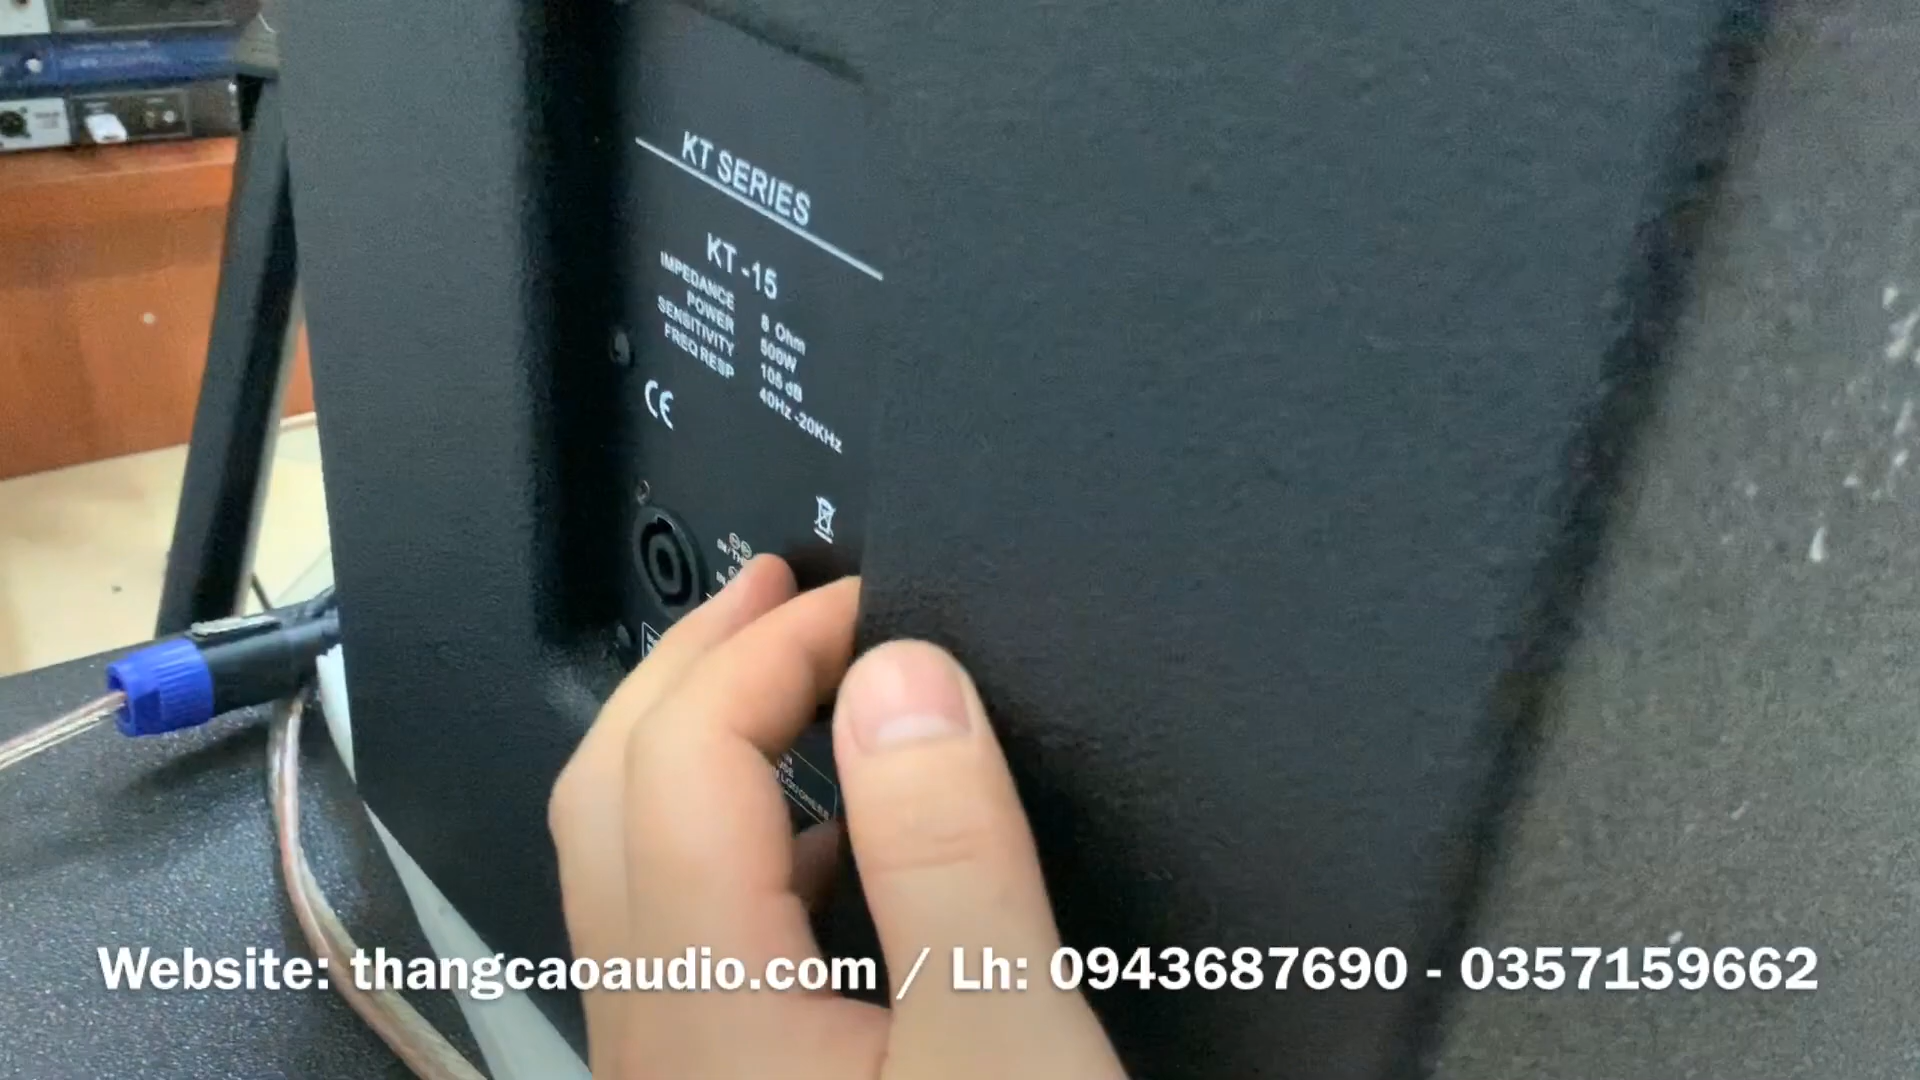 KT SERIES
KT -15
IMPEDANCE 8 Ohm
POWER 500W
SENSITIVITY 105 dB
FREQ RESP 40Hz -20KHz
CE
Website: thangcaoaudio.com / Lh: 0943687690 - 0357159662